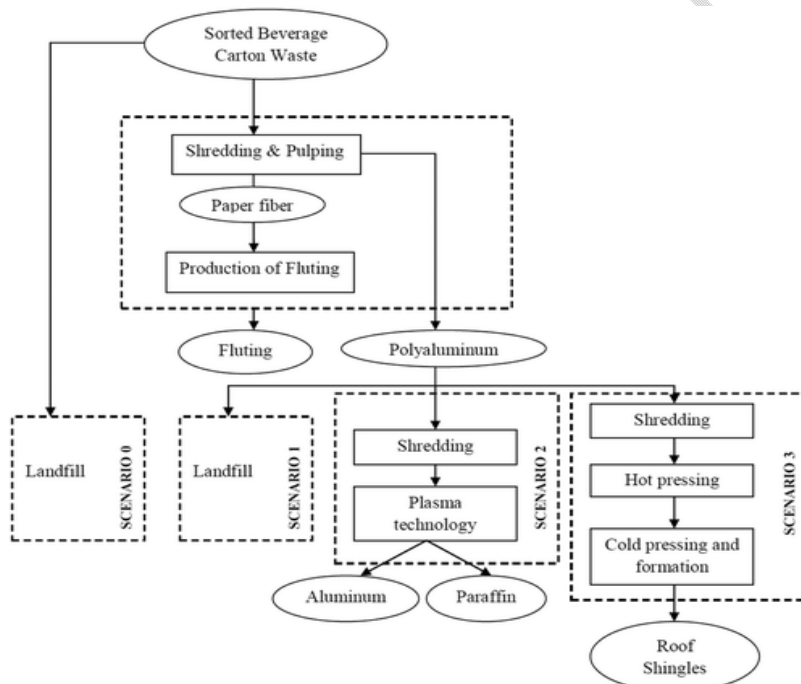 Sorted Beverage
Carton Waste
Shredding & Pulping
Paper fiber
Production of Fluting
Fluting
Polyaluminum
Landfill
SCENARIO 0
Landfill
SCENARIO 1
Shredding
Plasma
technology
SCENARIO 2
Aluminum
Paraffin
Shredding
Hot pressing
Cold pressing and
formation
SCENARIO 3
Roof
Shingles